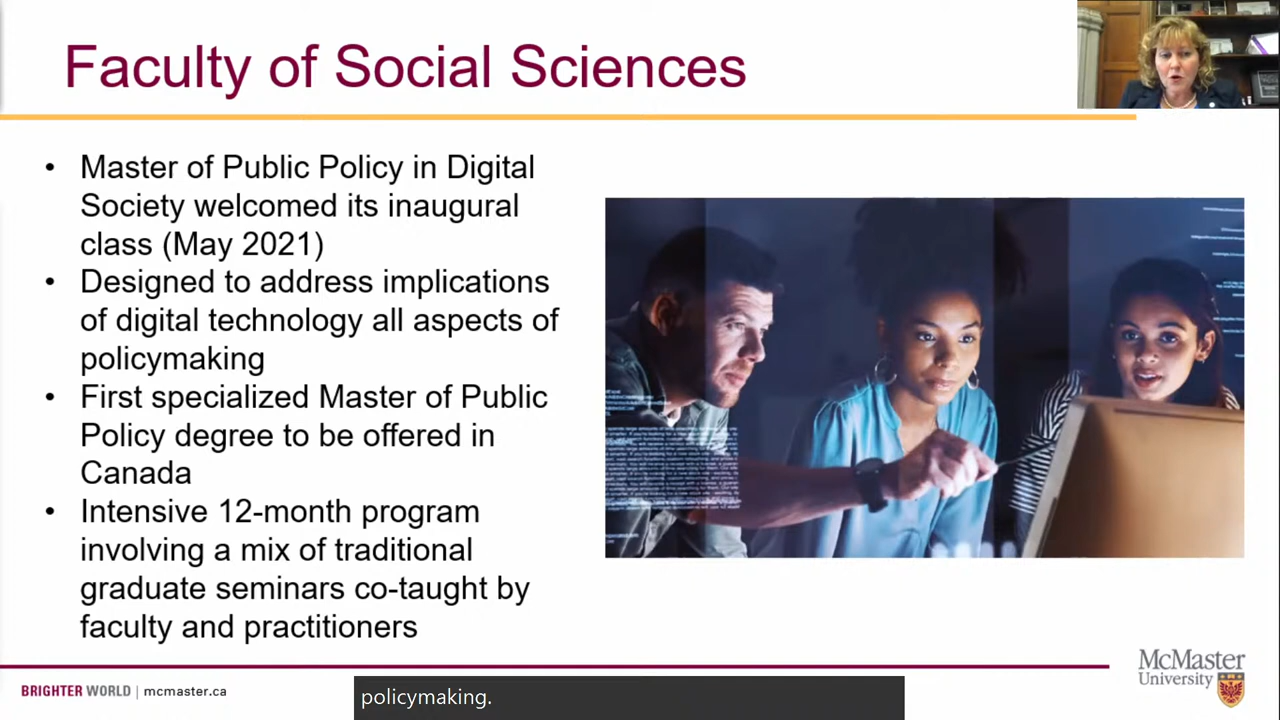 Faculty of Social Sciences
• Master of Public Policy in Digital
Society welcomed its inaugural
class (May 2021)
• Designed to address implications
of digital technology all aspects of
policymaking
• First specialized Master of Public
Policy degree to be offered in
Canada
• Intensive 12-month program
involving a mix of traditional
graduate seminars co-taught by
faculty and practitioners
BRIGHTER WORLD | mcmaster.ca
policymaking.
McMaster
University